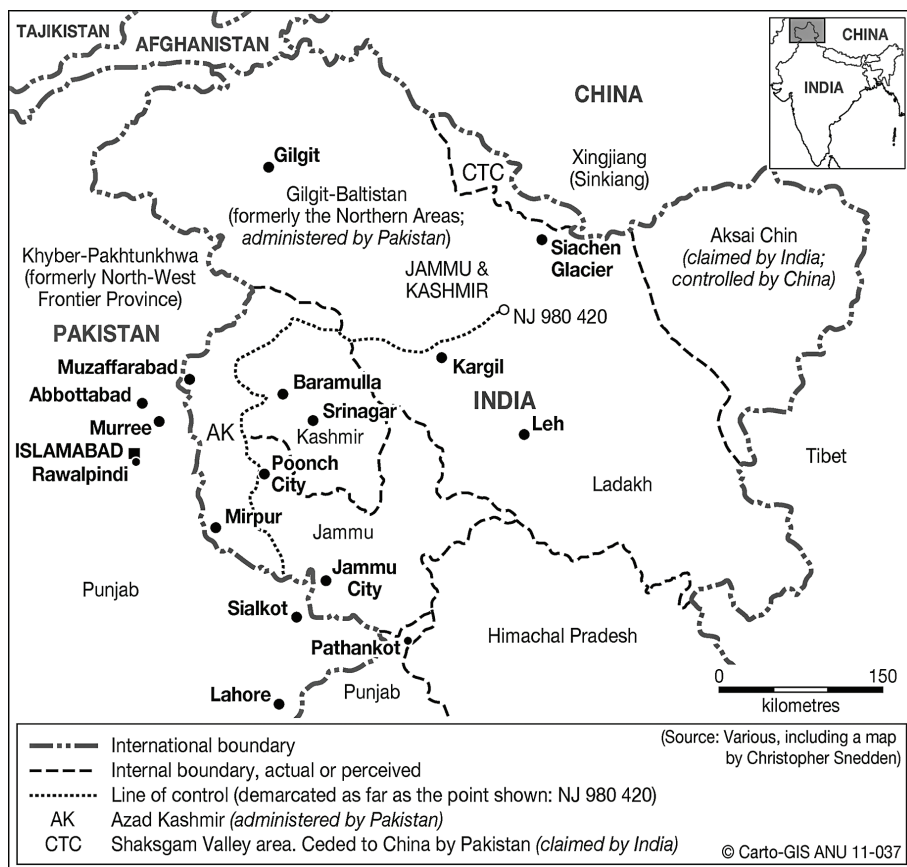 TAJIKISTAN
AFGHANISTAN
CHINA
INDIA
CHINA
Xingjiang
(Sinkiang)
CTC
Gilgit
Gilgit-Baltistan
(formerly the Northern Areas;
administered by Pakistan)
Siachen
Glacier
Aksai Chin
(claimed by India;
controlled by China)
Khyber-Pakhtunkhwa
(formerly North-West
Frontier Province)
JAMMU &
KASHMIR
NJ 980 420
PAKISTAN
Muzaffarabad
Abbottabad
Murree
ISLAMABAD
Rawalpindi
Baramulla
Srinagar
Kashmir
AK
Poonch
City
Kargil
INDIA
Leh
Ladakh
Tibet
Mirpur
Jammu
Punjab
Jammu
City
Sialkot
Pathankot
Himachal Pradesh
Lahore
Punjab
0 150
kilometres
International boundary
Internal boundary, actual or perceived
Line of control (demarcated as far as the point shown: NJ 980 420)
AK Azad Kashmir (administered by Pakistan)
CTC Shaksgam Valley area. Ceded to China by Pakistan (claimed by India)
(Source: Various, including a map
by Christopher Snedden)
© Carto-GIS ANU 11-037